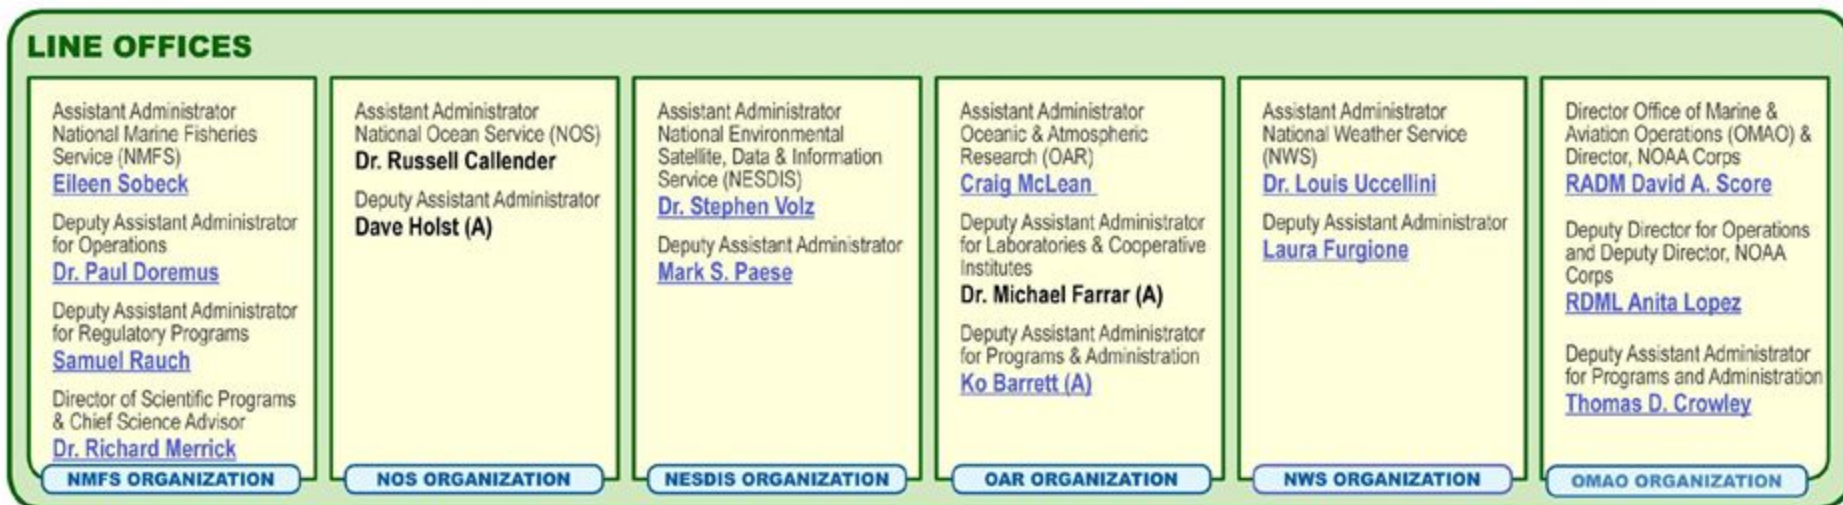 LINE OFFICES
Assistant Administrator
National Marine Fisheries
Service (NMFS)
Eileen Sobeck
Deputy Assistant Administrator
for Operations
Dr. Paul Doremus
Deputy Assistant Administrator
for Regulatory Programs
Samuel Rauch
Director of Scientific Programs
& Chief Science Advisor
Dr. Richard Merrick
NMFS ORGANIZATION
Assistant Administrator
National Ocean Service (NOS)
Dr. Russell Callender
Deputy Assistant Administrator
Dave Holst (A)
NOS ORGANIZATION
Assistant Administrator
National Environmental
Satellite, Data & Information
Service (NESDIS)
Dr. Stephen Volz
Deputy Assistant Administrator
Mark S. Paese
NESDIS ORGANIZATION
Assistant Administrator
Oceanic & Atmospheric
Research (OAR)
Craig McLean
Deputy Assistant Administrator
for Laboratories & Cooperative
Institutes
Dr. Michael Farrar (A)
Deputy Assistant Administrator
for Programs & Administration
Ko Barrett (A)
OAR ORGANIZATION
Assistant Administrator
National Weather Service
(NWS)
Dr. Louis Uccellini
Deputy Assistant Administrator
Laura Furgione
NWS ORGANIZATION
Director Office of Marine &
Aviation Operations (OMAO) &
Director, NOAA Corps
RADM David A. Score
Deputy Director for Operations
and Deputy Director, NOAA
Corps
RDML Anita Lopez
Deputy Assistant Administrator
for Programs and Administration
Thomas D. Crowley
OMAO ORGANIZATION